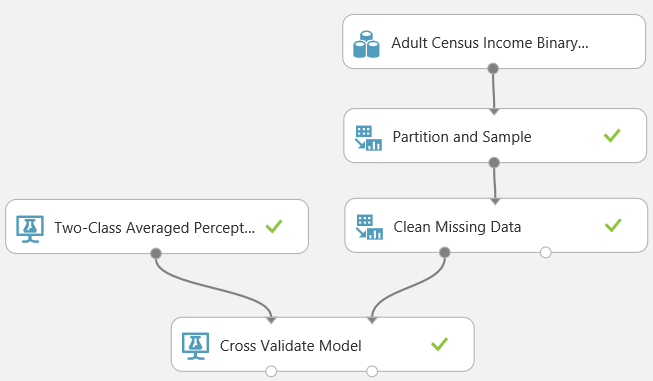 Adult Census Income Binary...
Partition and Sample
Two-Class Averaged Percept...
Clean Missing Data
Cross Validate Model